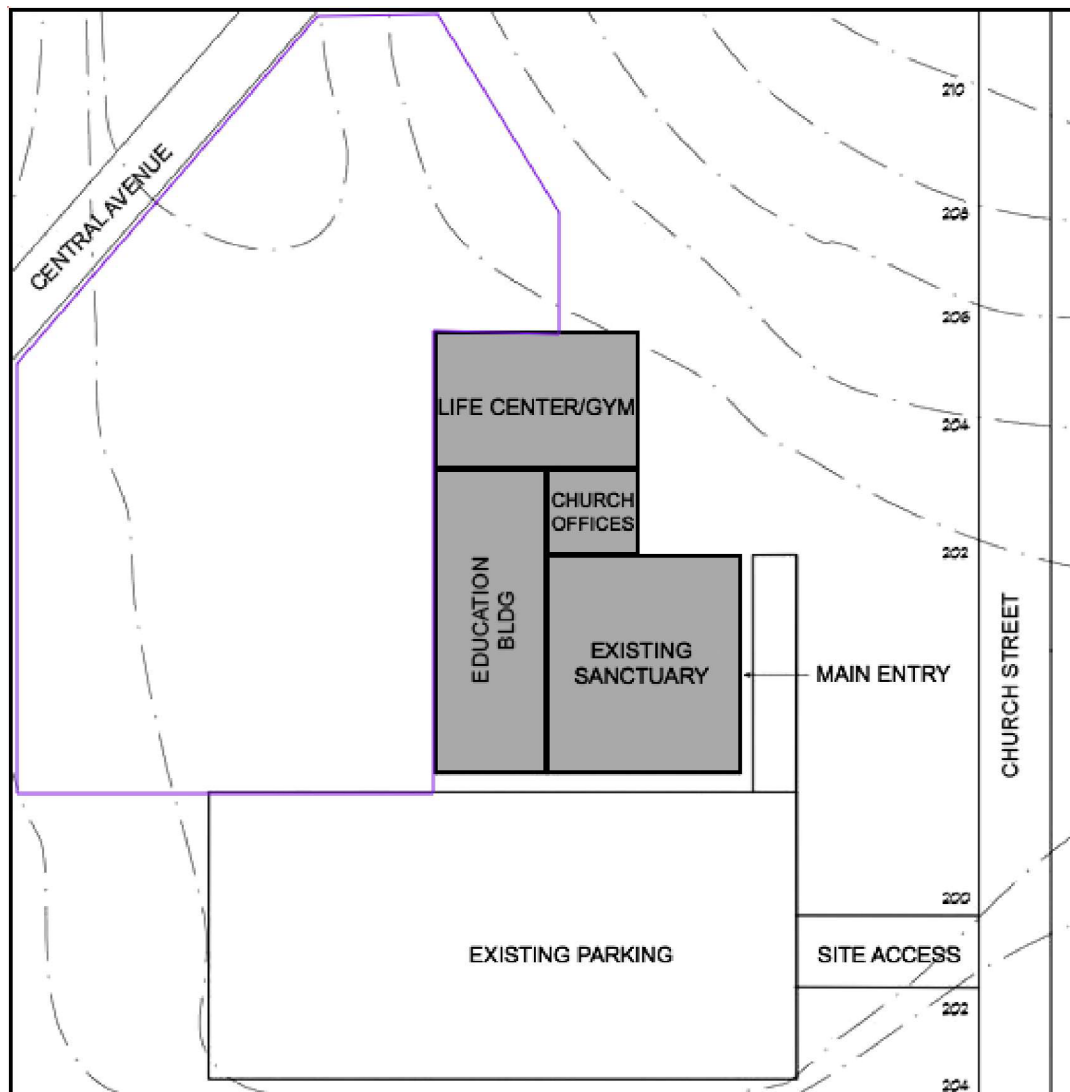 210
CENTRAL AVENUE
208
206
LIFE CENTER/GYM
204
CHURCH
OFFICES
202
EDUCATION
BLDG
EXISTING
SANCTUARY
MAIN ENTRY
CHURCH STREET
200
EXISTING PARKING
SITE ACCESS
202
204